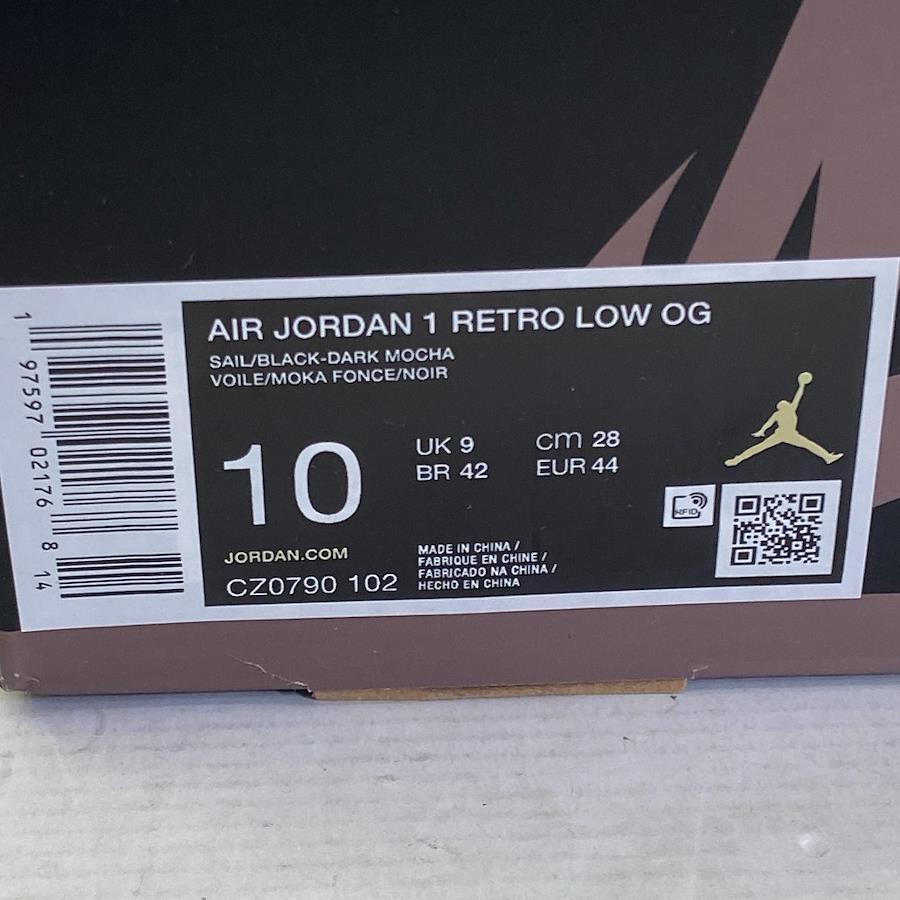 AIR JORDAN 1 RETRO LOW OG
SAIL/BLACK-DARK MOCHA
VOILE/MOKA FONCE/NOIR
10
UK 9
cm 28
BR 42
EUR 44
RFID
JORDAN.COM
CZ0790 102
MADE IN CHINA /
FABRIQUE EN CHINE /
FABRICADO NA CHINA /
HECHO EN CHINA
1 97597 02176 8 14